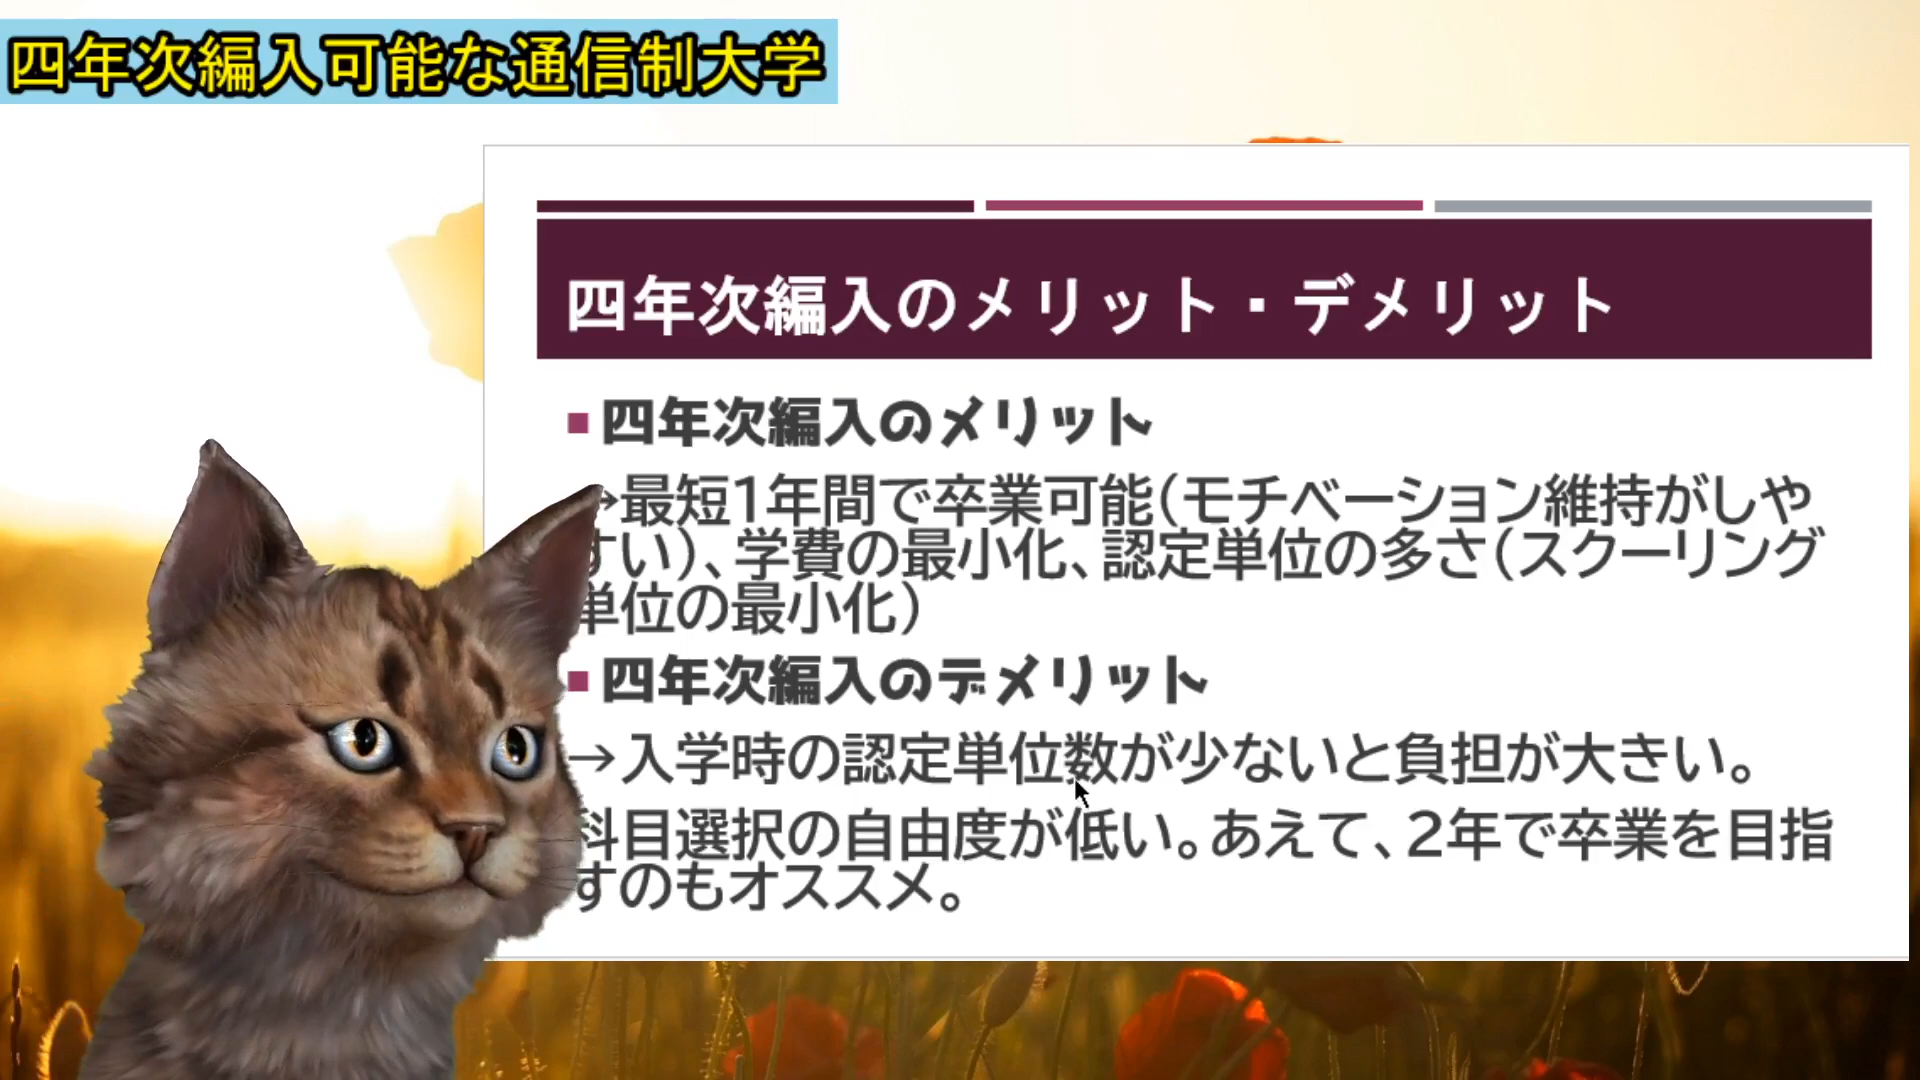 四年次編入可能な通信制大学
四年次編入のメリット・デメリット
■四年次編入のメリット
→最短1年間で卒業可能(モチベーション維持がしや
すい)、学費の最小化、認定単位の多さ(スクーリング
単位の最小化)
■四年次編入のデメリット
→入学時の認定単位数が少ないと負担が大きい。
科目選択の自由度が低い。あえて、2年で卒業を目指
すのもオススメ。